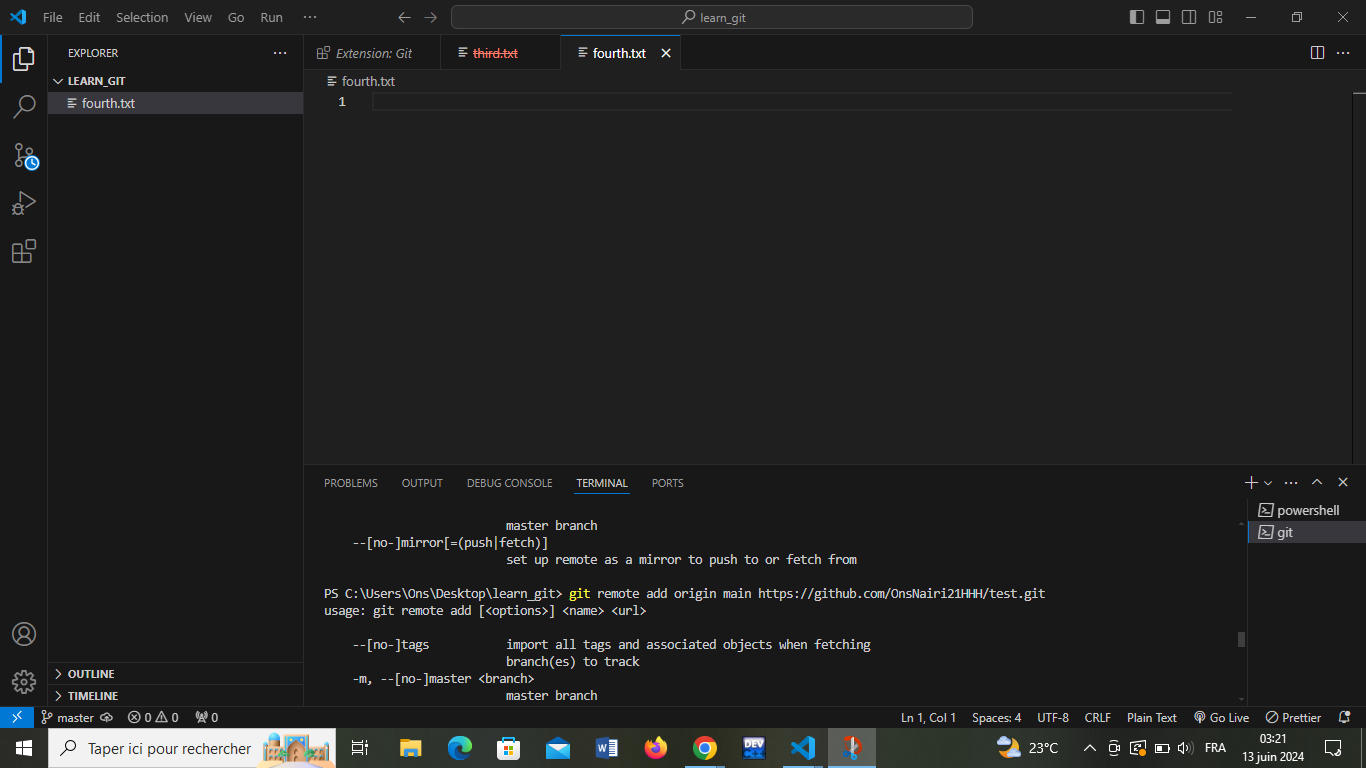 File Edit Selection View Go Run ···
learn_git
EXPLORER
LEARN_GIT
fourth.txt
OUTLINE
TIMELINE
Extension: Git
third.txt
fourth.txt
fourth.txt
1
PROBLEMS OUTPUT DEBUG CONSOLE TERMINAL PORTS
master branch
--[no-]mirror[=(push|fetch)]
set up remote as a mirror to push to or fetch from
PS C:\Users\Ons\Desktop\learn_git> git remote add origin main https://github.com/OnsNairi21HHH/test.git
usage: git remote add [<options>] <name> <url>
--[no-]tags import all tags and associated objects when fetching
branch(es) to track
-m, --[no-]master <branch>
master branch
powershell
git
master 0 0 0 Ln 1, Col 1 Spaces: 4 UTF-8 CRLF Plain Text Go Live Prettier
Taper ici pour rechercher
DEV
23°C
FRA
03:21
13 juin 2024